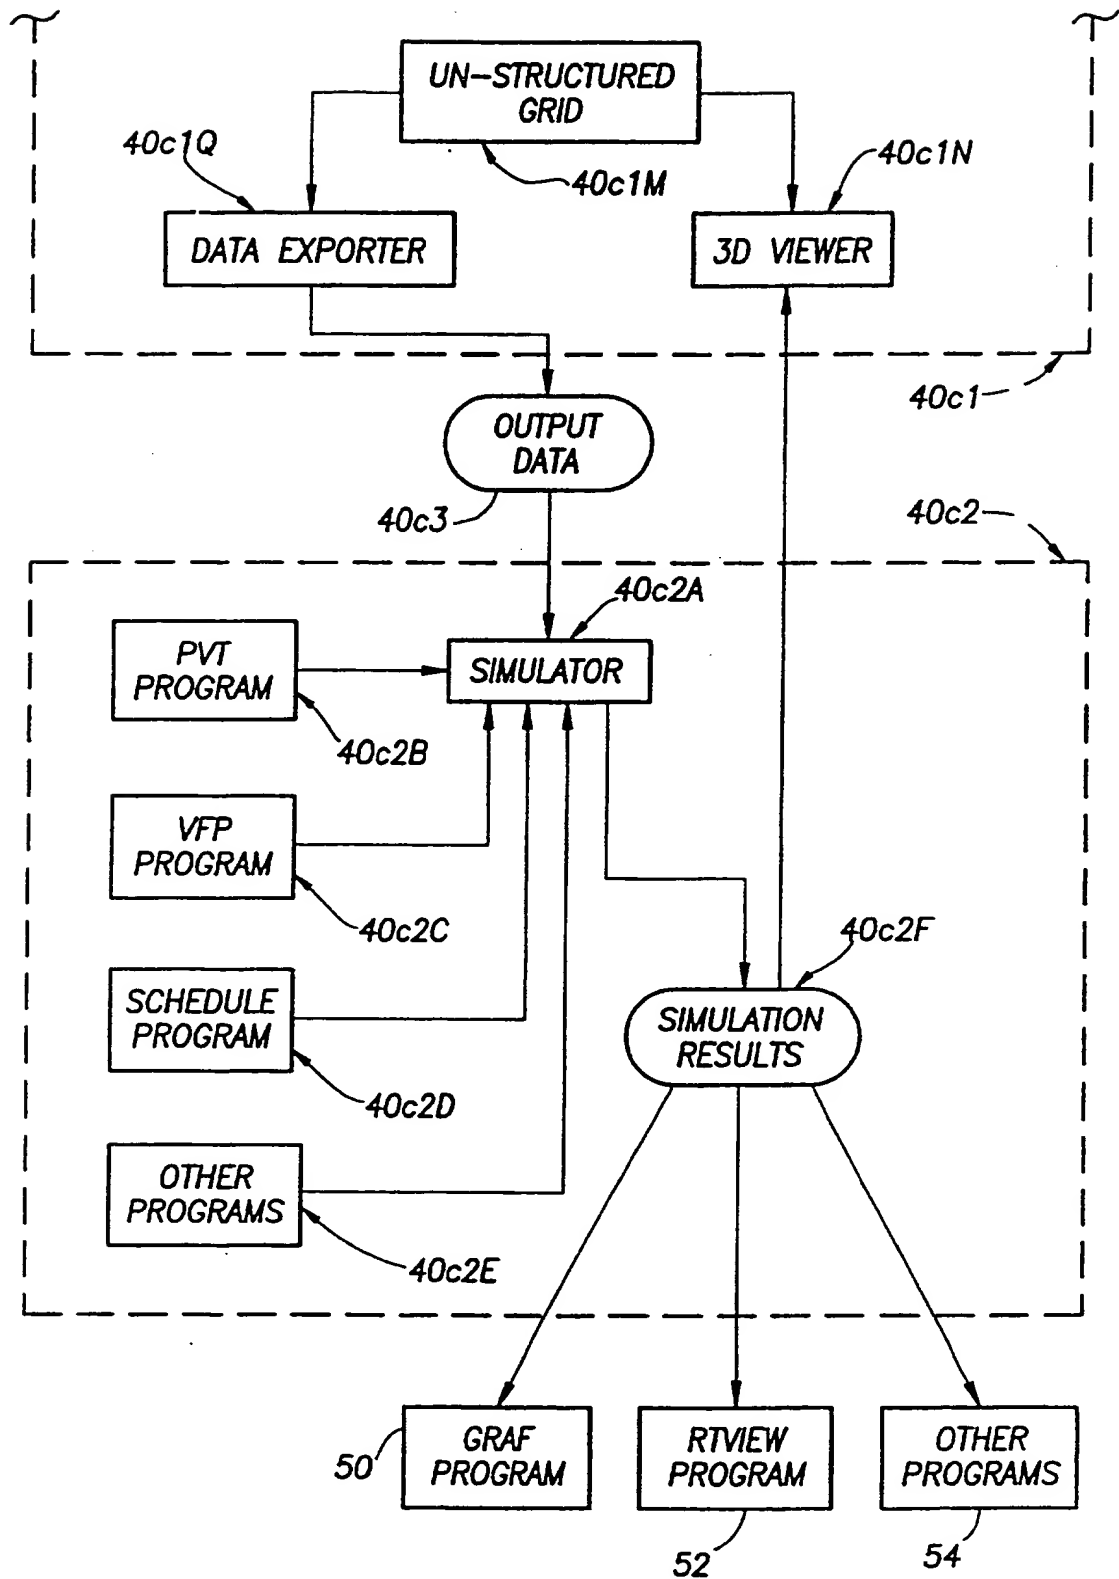 UN-STRUCTURED
GRID
40c1Q
40c1M
40c1N
DATA EXPORTER
3D VIEWER
40c1
OUTPUT
DATA
40c3
40c2
40c2A
PVT
PROGRAM
SIMULATOR
40c2B
VFP
PROGRAM
40c2C
40c2F
SCHEDULE
PROGRAM
SIMULATION
RESULTS
40c2D
OTHER
PROGRAMS
40c2E
GRAF
PROGRAM
50
RTVIEW
PROGRAM
52
OTHER
PROGRAMS
54